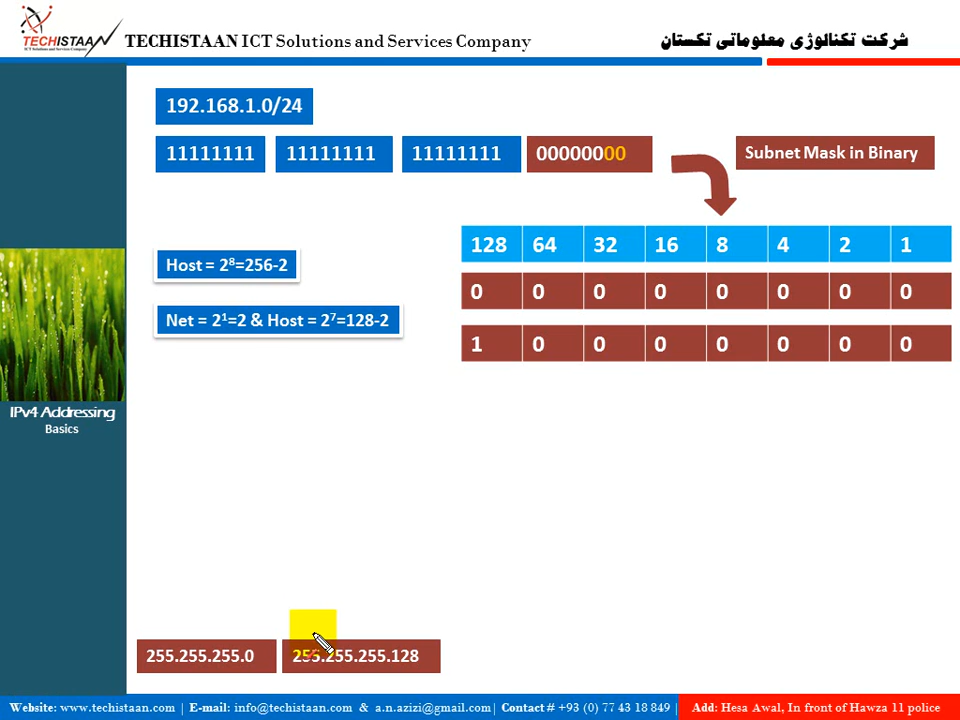 TECHISTAAN
ICT Solutions and Services Company
TECHISTAAN ICT Solutions and Services Company
شرکت تکنالوژی معلوماتی تکستان
192.168.1.0/24
11111111 11111111 11111111 00000000
Subnet Mask in Binary
128 64 32 16 8 4 2 1
0 0 0 0 0 0 0 0
1 0 0 0 0 0 0 0
Host = 2⁸=256-2
Net = 2¹=2 & Host = 2⁷=128-2
IPv4 Addressing
Basics
255.255.255.0
255.255.255.128
Website: www.techistaan.com | E-mail: info@techistaan.com & a.n.azizi@gmail.com| Contact # +93 (0) 77 43 18 849 | Add: Hesa Awal, In front of Hawza 11 police